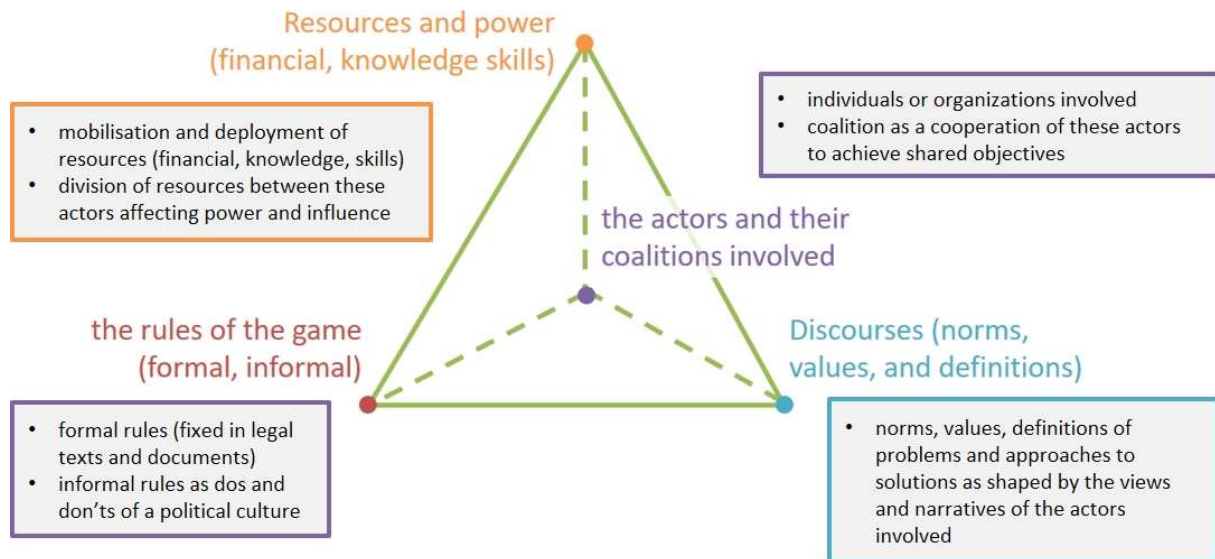 Resources and power
(financial, knowledge skills)
• mobilisation and deployment of
resources (financial, knowledge, skills)
• division of resources between these
actors affecting power and influence
• individuals or organizations involved
• coalition as a cooperation of these actors
to achieve shared objectives
the actors and their
coalitions involved
the rules of the game
(formal, informal)
• formal rules (fixed in legal
texts and documents)
• informal rules as dos and
don'ts of a political culture
Discourses (norms,
values, and definitions)
• norms, values, definitions of
problems and approaches to
solutions as shaped by the views
and narratives of the actors
involved